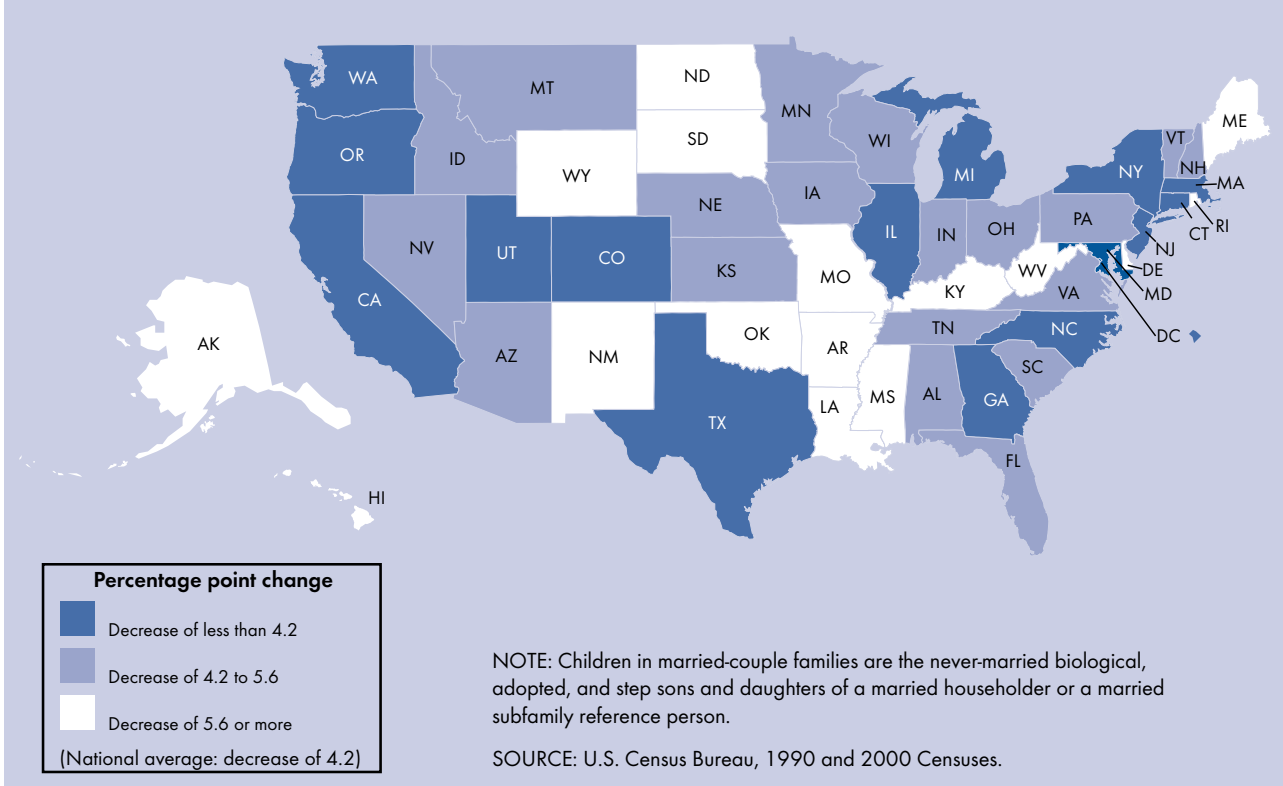 WA
MT
ND
MN
ME
VT
NH
OR
ID
SD
WI
MI
NY
MA
WY
IA
NE
PA
RI
CT
NV
UT
CO
IL
IN
OH
NJ
KS
MO
WV
DE
CA
KY
VA
MD
AK
AZ
NM
OK
TN
NC
DC
AR
SC
TX
LA
MS
AL
GA
FL
HI
Percentage point change
Decrease of less than 4.2
Decrease of 4.2 to 5.6
Decrease of 5.6 or more
(National average: decrease of 4.2)
NOTE: Children in married-couple families are the never-married biological,
adopted, and step sons and daughters of a married householder or a married
subfamily reference person.
SOURCE: U.S. Census Bureau, 1990 and 2000 Censuses.